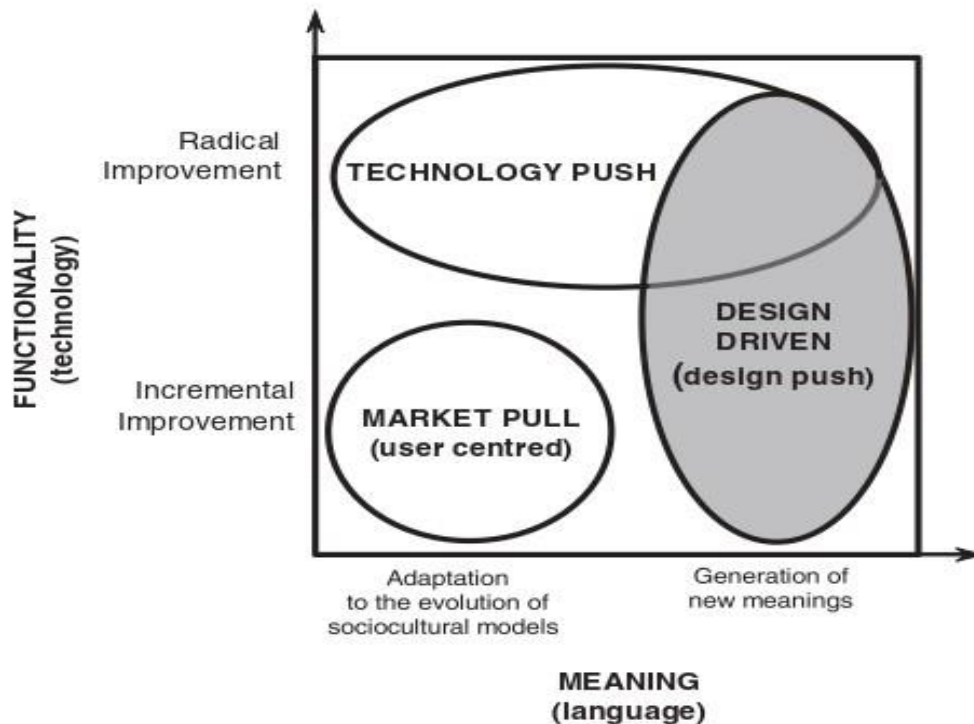 FUNCTIONALITY
(technology)
Radical
Improvement
Incremental
Improvement
TECHNOLOGY PUSH
DESIGN
DRIVEN
(design push)
MARKET PULL
(user centred)
Adaptation
to the evolution of
sociocultural models
Generation of
new meanings
MEANING
(language)